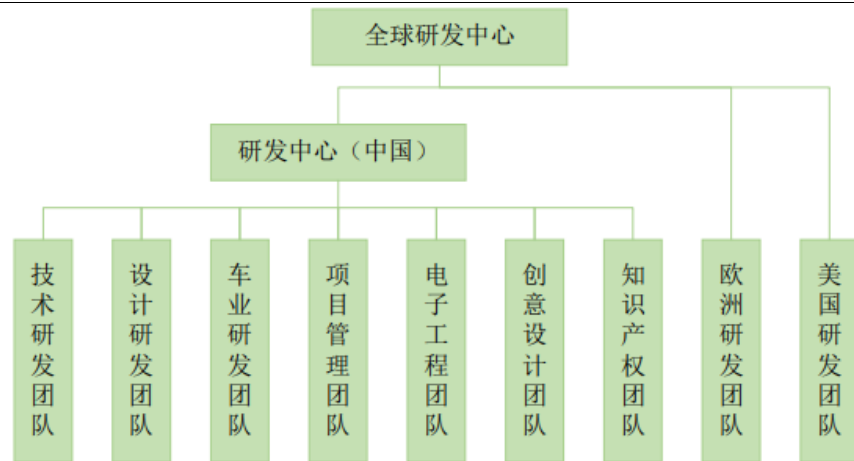 全球研发中心
研发中心（中国）
技术研发团队
设计研发团队
车业研发团队
项目管理团队
电子工程团队
创意设计团队
知识产权团队
欧洲研发团队
美国研发团队